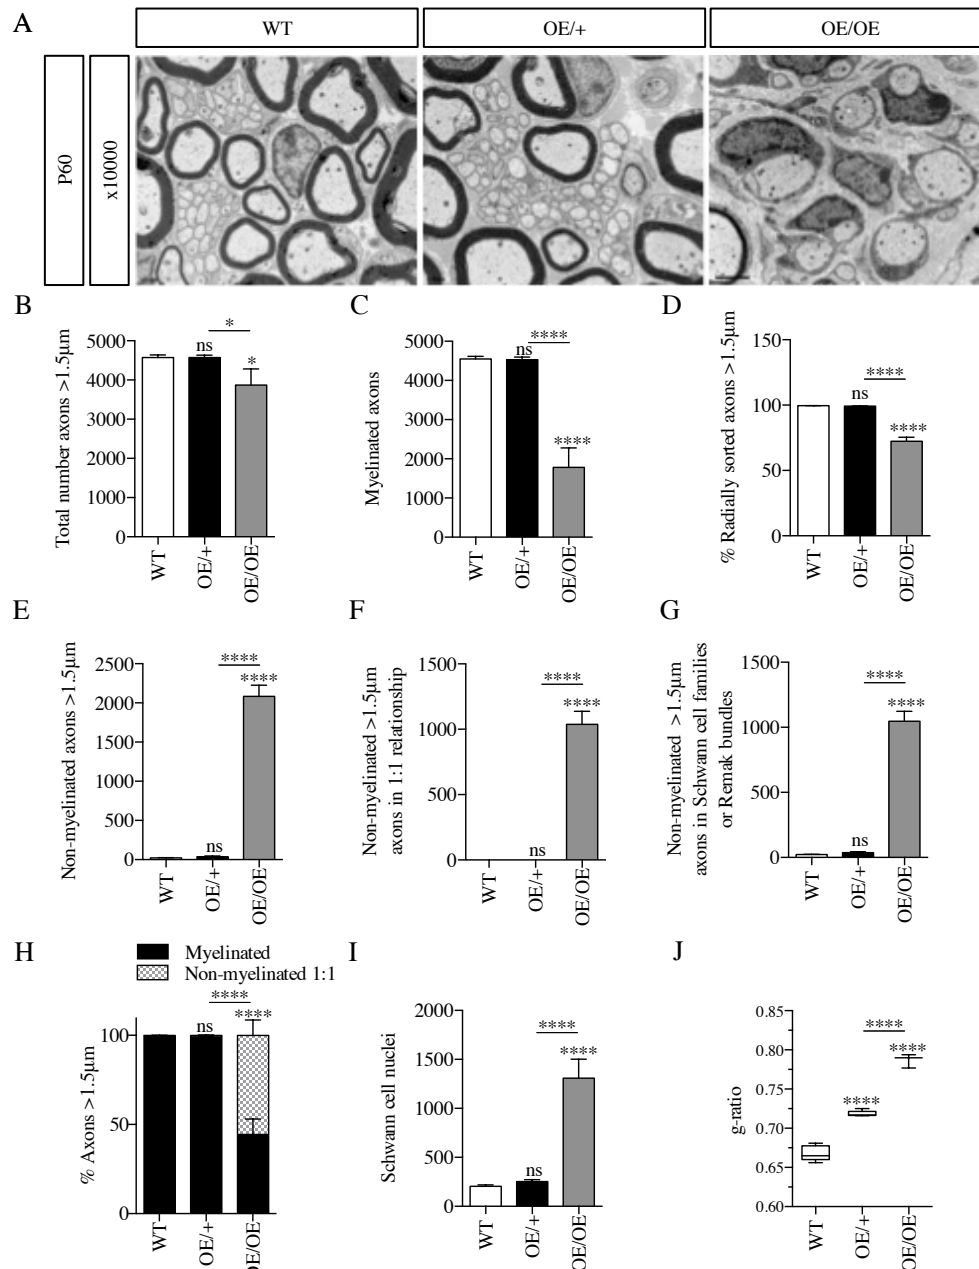 A
WT
OE/+
OE/OE
P60
x10000
B
Total number axons >1.5µm
5000
4000
3000
2000
1000
0
*
ns
*
WT
OE/+
OE/OE
C
Myelinated axons
5000
4000
3000
2000
1000
0
****
ns
****
WT
OE/+
OE/OE
D
% Radially sorted axons >1.5µm
150
100
50
0
****
ns
****
WT
OE/+
OE/OE
E
Non-myelinated axons >1.5µm
2500
2000
1500
1000
500
0
****
ns
****
WT
OE/+
OE/OE
F
Non-myelinated >1.5µm
axons in 1:1 relationship
1500
1000
500
0
****
ns
****
WT
OE/+
OE/OE
G
Non-myelinated >1.5µm
axons in Schwann cell families
or Remak bundles
1500
1000
500
0
****
ns
****
WT
OE/+
OE/OE
H
Myelinated
Non-myelinated 1:1
% Axons >1.5µm
100
50
0
****
ns
****
WT
OE/+
OE/OE
I
Schwann cell nuclei
2000
1500
1000
500
0
****
ns
****
WT
OE/+
OE/OE
J
g-ratio
0.85
0.80
0.75
0.70
0.65
0.60
****
****
****
WT
OE/+
OE/OE